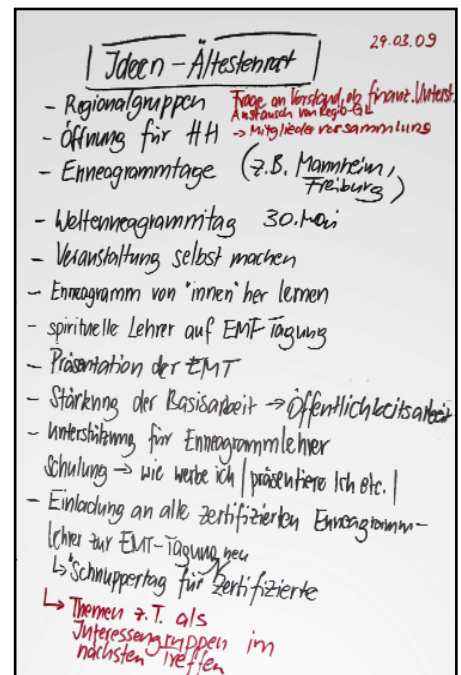 29.03.09
Ideen – Ältestenrat
– Regionalgruppen Frage an Vorstand, ob finanz. Unterst.
Austausch von Regio-GL
– Öffnung für HH → Mitgliederversammlung
– Enneagrammtage (z.B. Mannheim,
Freiburg)
– Weltenneagrammtag 30. Mai
– Veranstaltung selbst machen
– Enneagramm von "innen" her lernen
– spirituelle Lehrer auf EMT-Tagung
– Präsentation der EMT
– Stärkung der Basisarbeit → Öffentlichkeitsarbeit
– Unterstützung für Enneagrammlehrer
Schulung → wie werbe ich | präsentiere ich etc. |
– Einladung an alle zertifizierten Enneagramm-
lehrer zur EMT-Tagung neu
↳ "Schnuppertag für Zertifizierte
↳ Themen z.T. als
Interessengruppen im
nächsten Treffen